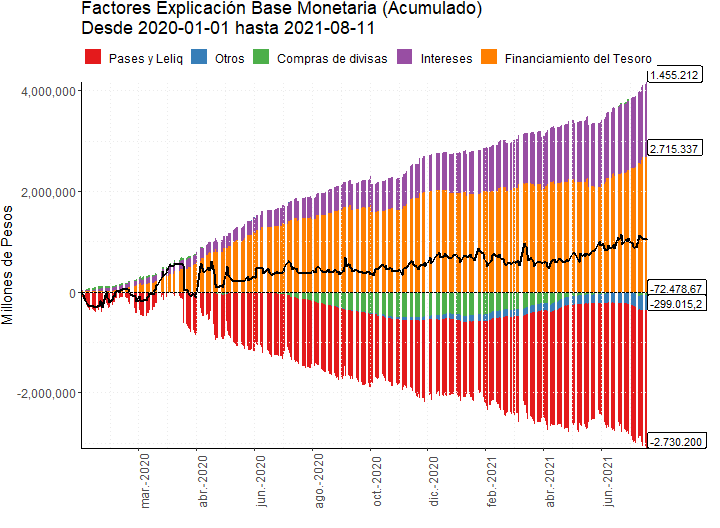 Factores Explicación Base Monetaria (Acumulado)
Desde 2020-01-01 hasta 2021-08-11
Pases y Leliq Otros Compras de divisas Intereses Financiamiento del Tesoro
Millones de Pesos
4,000,000
2,000,000
0
-2,000,000
1.455.212
2.715.337
-72.478,67
-299.015,2
-2.730.200
mar.-2020
abr.-2020
jun.-2020
ago.-2020
oct.-2020
dic.-2020
feb.-2021
abr.-2021
jun.-2021